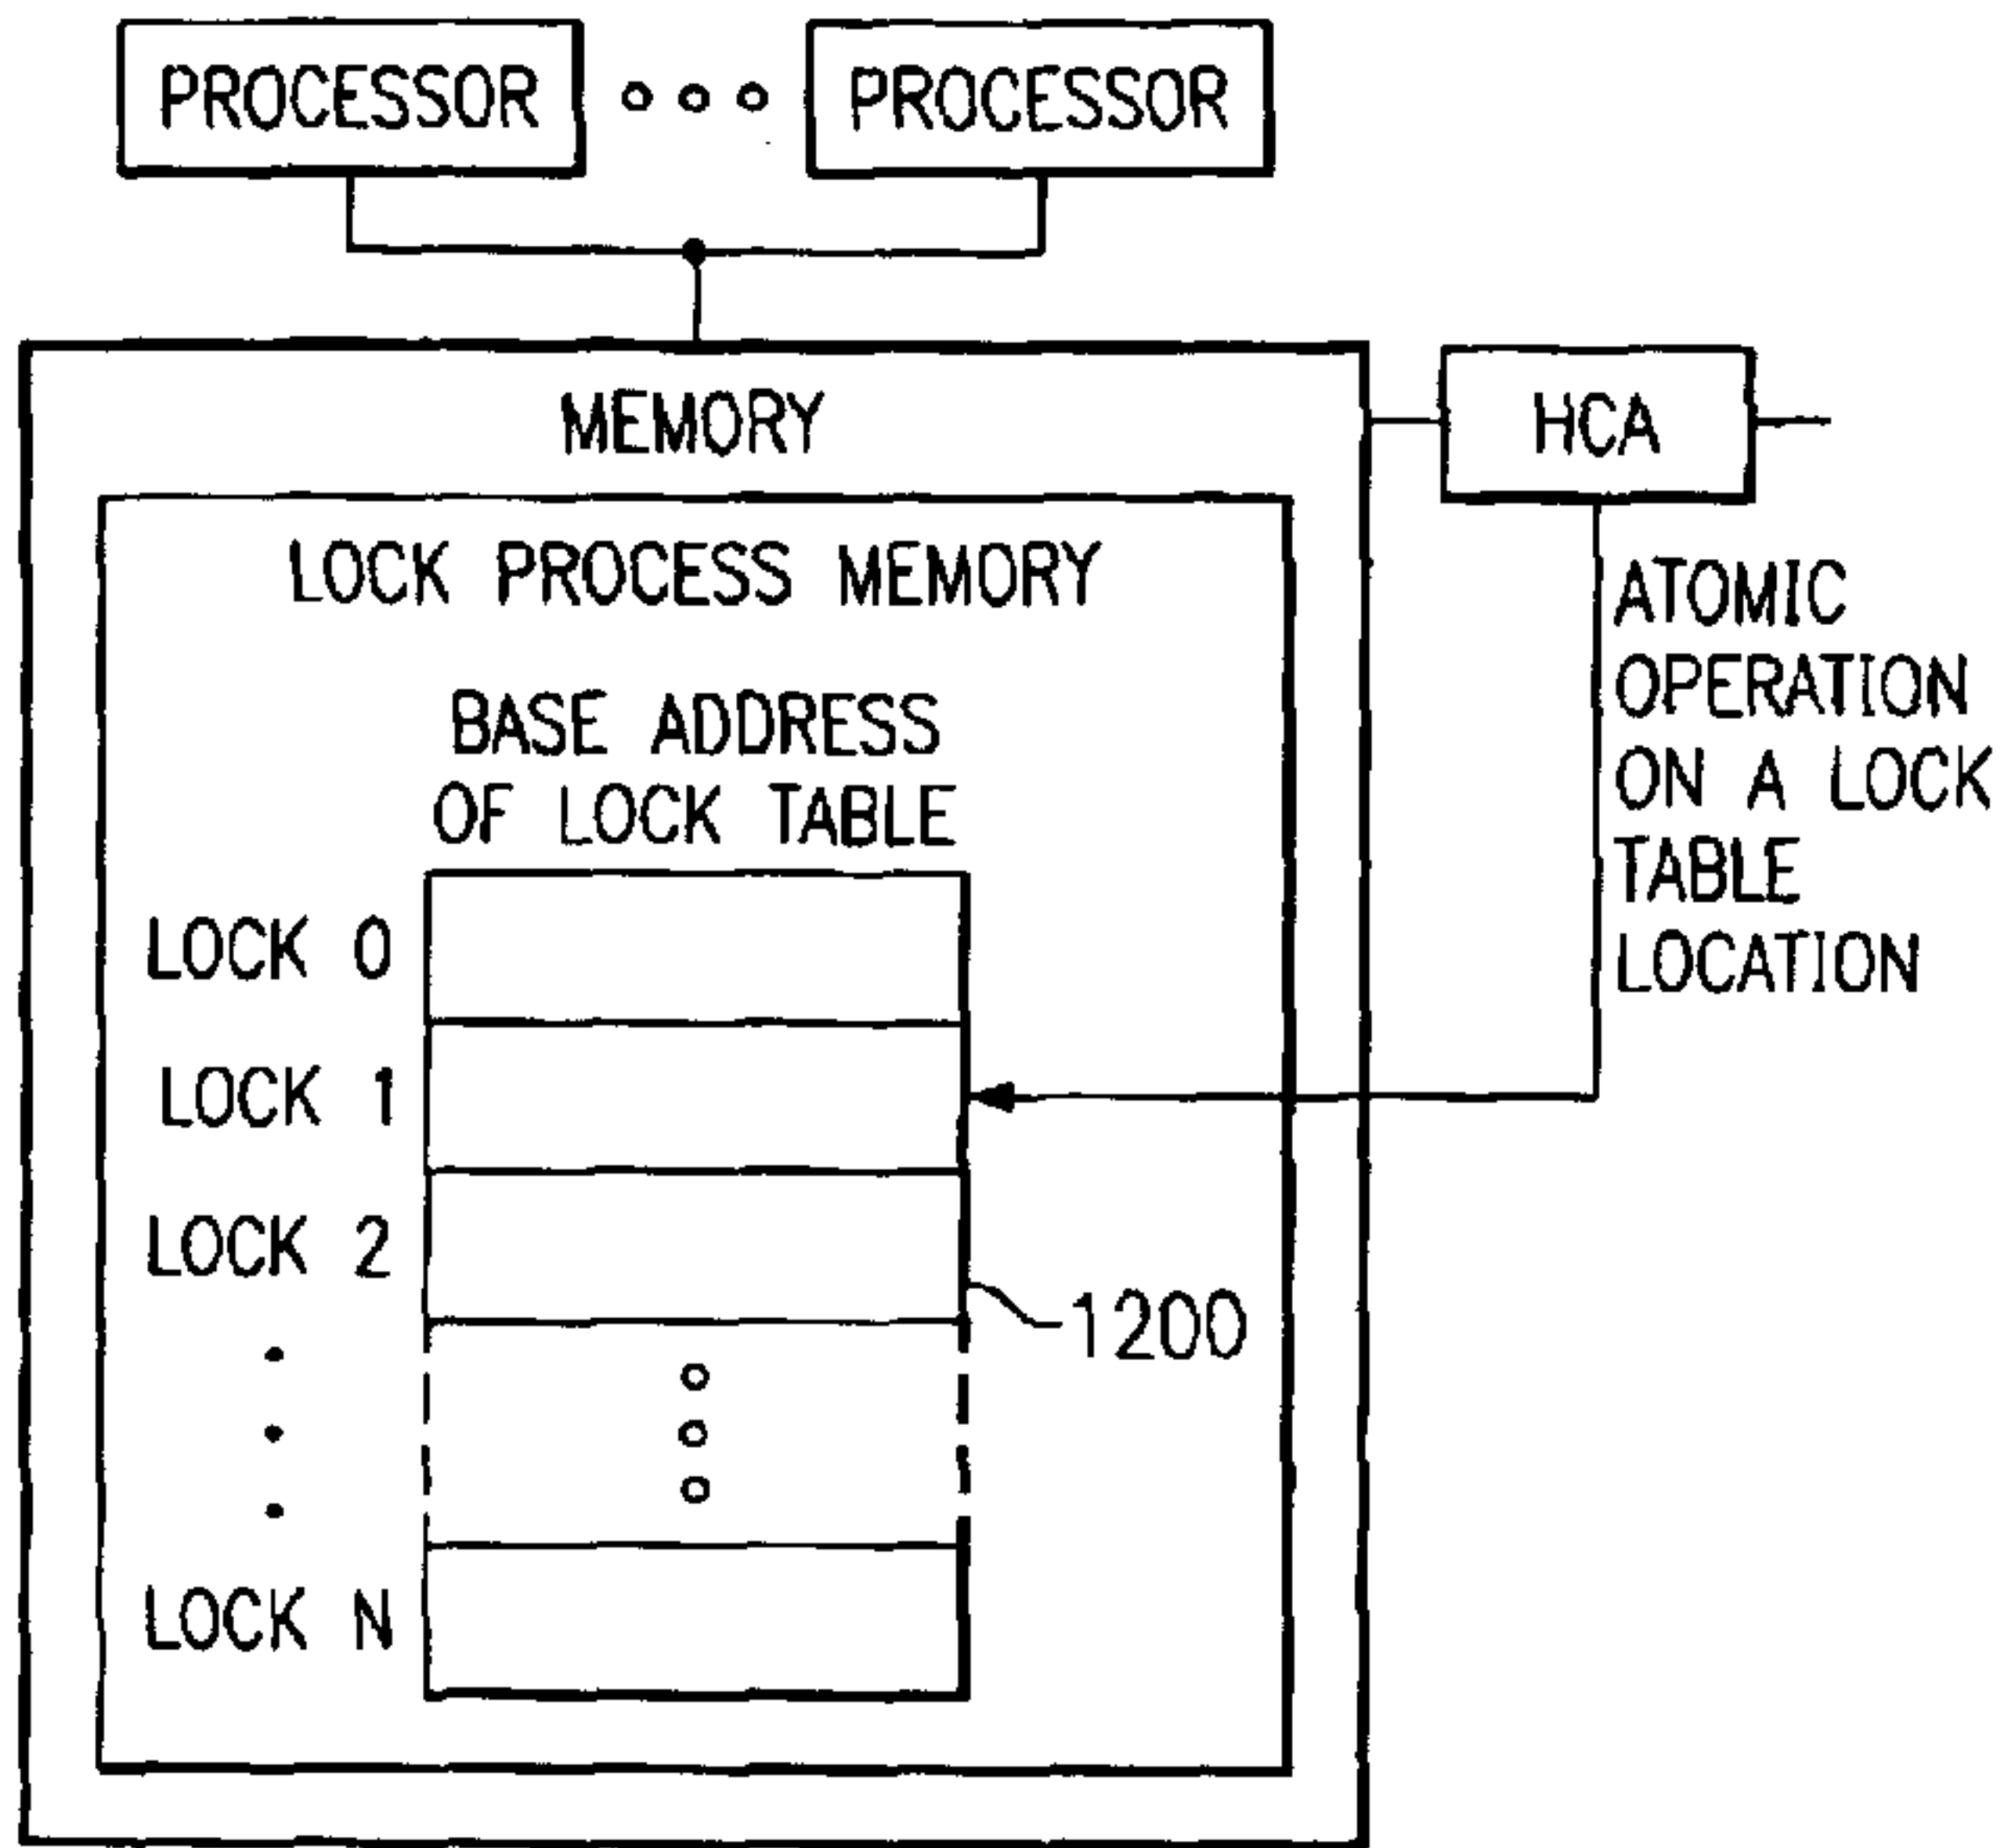 PROCESSOR
PROCESSOR
MEMORY
HCA
LOCK PROCESS MEMORY
ATOMIC
OPERATION
ON A LOCK
TABLE
LOCATION
BASE ADDRESS
OF LOCK TABLE
LOCK 0
LOCK 1
LOCK 2
1200
LOCK N